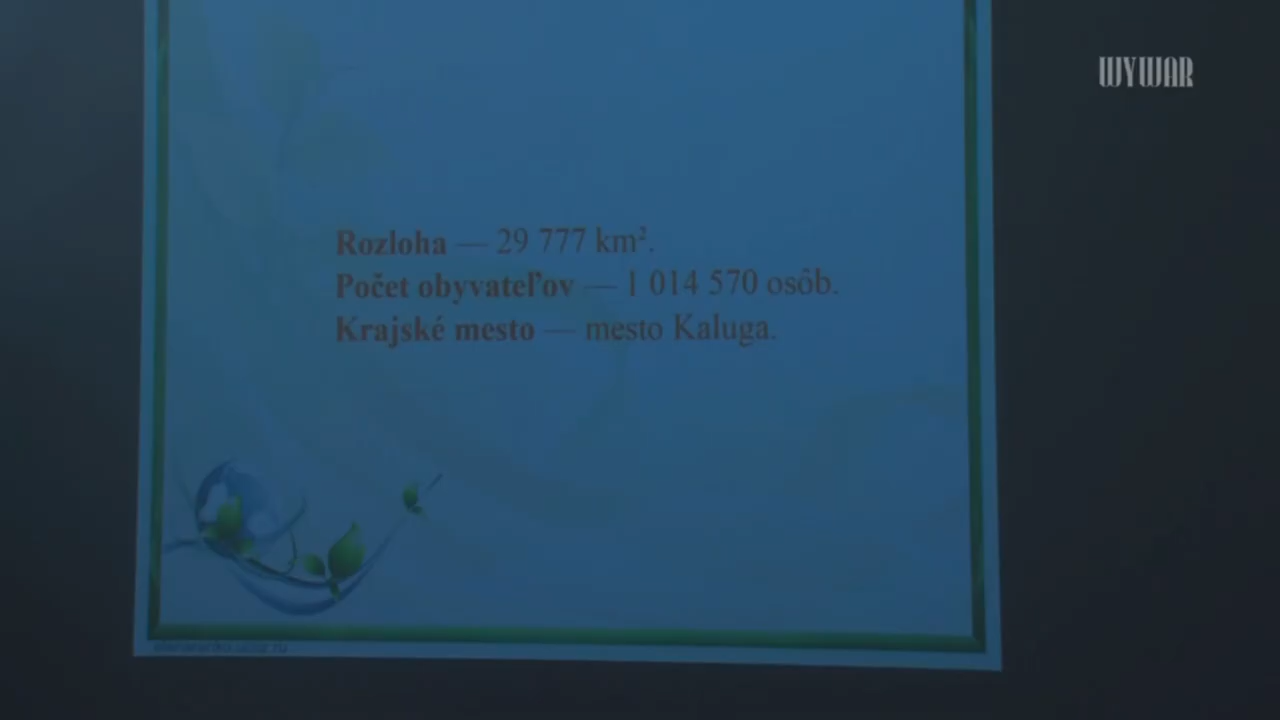 WYWAR
Rozloha — 29 777 km².
Počet obyvateľov — 1 014 570 osôb.
Krajské mesto — mesto Kaluga.